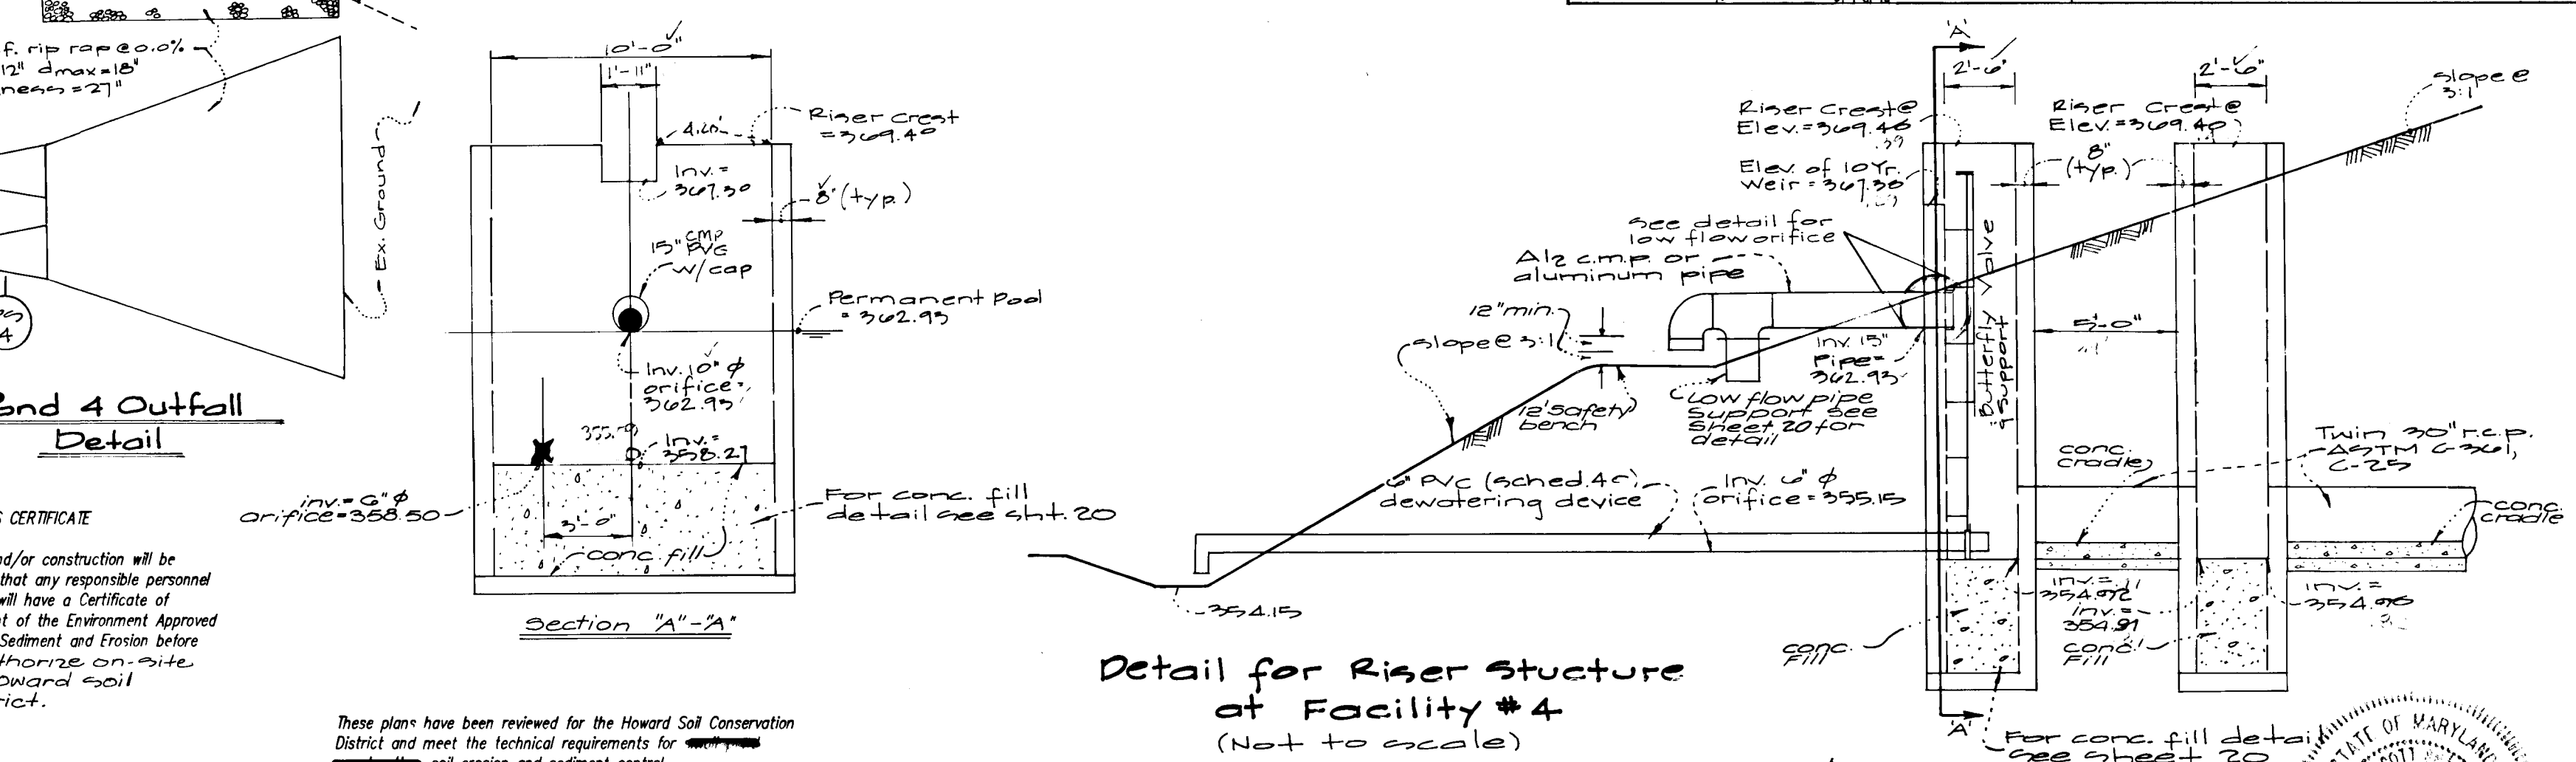 f. rip rap @ 0.0%
12" dmax=18"
ness = 27"
Ex. Ground
4
Pond 4 Outfall
Detail
CERTIFICATE
nd/or construction will be
that any responsible personnel
will have a Certificate of
t of the Environment Approved
Sediment and Erosion before
thorize on-site
oward soil
rict.
10'-0"
1'-11"
4.20'
Riser Crest
=369.40
Inv.=
367.30
8" (typ.)
15" CMP PVC
w/cap
Permanent Pool
= 362.93
Inv. 10" φ
orifice=
362.93
Inv.=
358.27
inv.= 6" φ
orifice=358.50
3'-0"
conc. fill
For conc. fill
detail see sht. 20
Section "A"-"A"
These plans have been reviewed for the Howard Soil Conservation
District and meet the technical requirements for
soil erosion and sediment control
'A'
2'-6"
2'-6"
slope @
3:1
Riser Crest @
Elev.=369.40
.39
Riser Crest @
Elev.=369.40
8"
(typ.)
Elev. of 10 Yr.
Weir = 367.30
see detail for
low flow orifice
Al2 c.m.p. or
aluminum pipe
12" min.
slope @ 3:1
12' safety
bench
Low flow pipe
support see
sheet 20 for
detail
Inv. 15"
Pipe=
362.93
Butterfly Valve
& support
5'-0"
6" PVC (sched.40)
dewatering device
Inv. 6" φ
orifice=355.15
conc.
cradle
Twin 30" r.c.p.
ASTM C-361,
C-25
conc.
cradle
354.15
Inv.=
Inv.=
354.91
Inv.=
conc.
Fill
conc.
Fill
'A'
For conc. fill detail
see sheet 20
Detail for Riser Stucture
at Facility #4
(Not to scale)
STATE OF MARYLAND